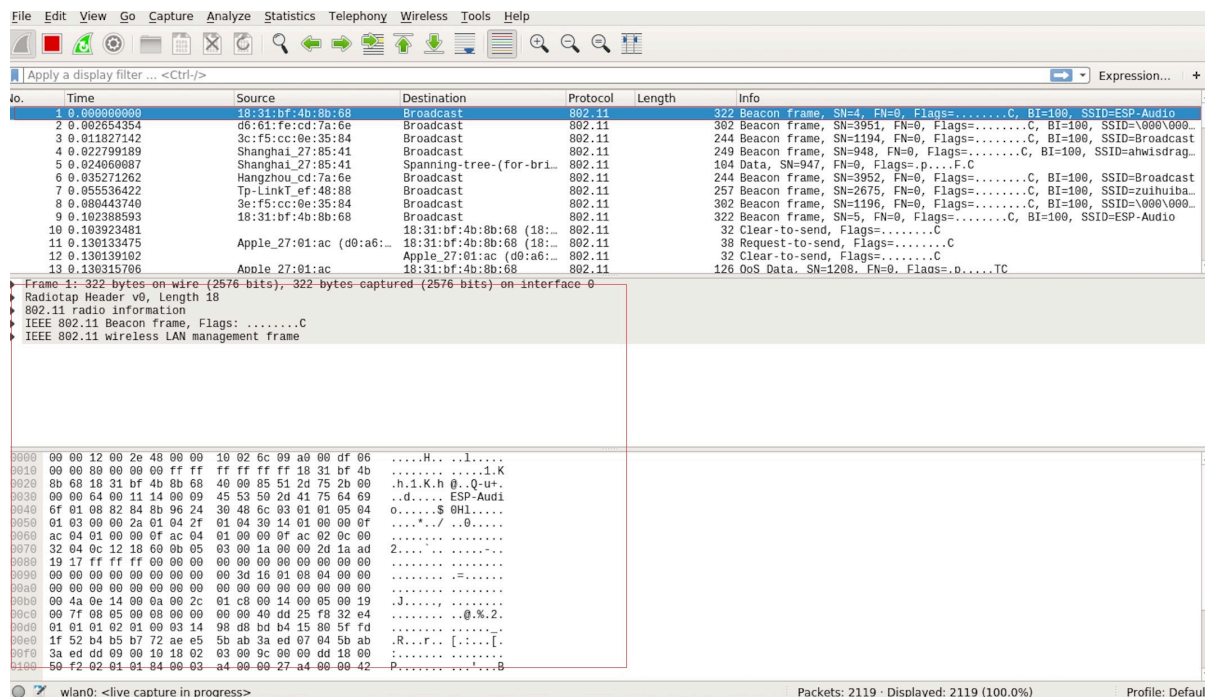 File Edit View Go Capture Analyze Statistics Telephony Wireless Tools Help
Apply a display filter ... <Ctrl-/> Expression... +
No. Time Source Destination Protocol Length Info
1 0.000000000 18:31:bf:4b:8b:68 Broadcast 802.11 322 Beacon frame, SN=4, FN=0, Flags=........C, BI=100, SSID=ESP-Audio
2 0.002654354 d6:61:fe:cd:7a:6e Broadcast 802.11 302 Beacon frame, SN=3951, FN=0, Flags=........C, BI=100, SSID=\000\000…
3 0.011827142 3c:f5:cc:0e:35:84 Broadcast 802.11 244 Beacon frame, SN=1194, FN=0, Flags=........C, BI=100, SSID=Broadcast
4 0.022799189 Shanghai_27:85:41 Broadcast 802.11 249 Beacon frame, SN=948, FN=0, Flags=........C, BI=100, SSID=ahwisdrag…
5 0.024060087 Shanghai_27:85:41 Spanning-tree-(for-bri… 802.11 104 Data, SN=947, FN=0, Flags=.p....F.C
6 0.035271262 Hangzhou_cd:7a:6e Broadcast 802.11 244 Beacon frame, SN=3952, FN=0, Flags=........C, BI=100, SSID=Broadcast
7 0.055536422 Tp-LinkT_ef:48:88 Broadcast 802.11 257 Beacon frame, SN=2675, FN=0, Flags=........C, BI=100, SSID=zuihuiba…
8 0.080443740 3e:f5:cc:0e:35:84 Broadcast 802.11 302 Beacon frame, SN=1196, FN=0, Flags=........C, BI=100, SSID=\000\000…
9 0.102388593 18:31:bf:4b:8b:68 Broadcast 802.11 322 Beacon frame, SN=5, FN=0, Flags=........C, BI=100, SSID=ESP-Audio
10 0.103923481 18:31:bf:4b:8b:68 (18:… 802.11 32 Clear-to-send, Flags=........C
11 0.130133475 Apple_27:01:ac (d0:a6:… 18:31:bf:4b:8b:68 (18:… 802.11 38 Request-to-send, Flags=........C
12 0.130139102 Apple_27:01:ac (d0:a6:… 802.11 32 Clear-to-send, Flags=........C
13 0.130315706 Apple_27:01:ac 18:31:bf:4b:8b:68 802.11 126 QoS Data, SN=1208, FN=0, Flags=.p.....TC
Frame 1: 322 bytes on wire (2576 bits), 322 bytes captured (2576 bits) on interface 0
Radiotap Header v0, Length 18
802.11 radio information
IEEE 802.11 Beacon frame, Flags: ........C
IEEE 802.11 wireless LAN management frame
0000 00 00 12 00 2e 48 00 00 10 02 6c 09 a0 00 df 06 .....H.. ..l.....
0010 00 00 80 00 00 00 ff ff ff ff ff ff 18 31 bf 4b ........ .....1.K
0020 8b 68 18 31 bf 4b 8b 68 40 00 85 51 2d 75 2b 00 .h.1.K.h @..Q-u+.
0030 00 00 64 00 11 14 00 09 45 53 50 2d 41 75 64 69 ..d..... ESP-Audi
0040 6f 01 08 82 84 8b 96 24 30 48 6c 03 01 01 05 04 o......$ 0Hl.....
0050 01 03 00 00 2a 01 04 2f 01 04 30 14 01 00 00 0f ....*../ ..0.....
0060 ac 04 01 00 00 0f ac 04 01 00 00 0f ac 02 0c 00 ........ ........
0070 32 04 0c 12 18 60 0b 05 03 00 1a 00 00 2d 1a ad 2....`.. .....-..
0080 19 17 ff ff ff 00 00 00 00 00 00 00 00 00 00 00 ........ ........
0090 00 00 00 00 00 00 00 00 00 3d 16 01 08 04 00 00 ........ .=......
00a0 00 00 00 00 00 00 00 00 00 00 00 00 00 00 00 00 ........ ........
00b0 00 4a 0e 14 00 0a 00 2c 01 c8 00 14 00 05 00 19 .J....., ........
00c0 00 7f 08 05 00 08 00 00 00 00 40 dd 25 f8 32 e4 ........ ..@.%.2.
00d0 01 01 01 02 01 00 03 14 98 d8 bd b4 15 80 5f fd ........ ......_.
00e0 1f 52 b4 b5 b7 72 ae e5 5b ab 3a ed 07 04 5b ab .R...r.. [.:...[.
00f0 3a ed dd 09 00 10 18 02 03 00 9c 00 00 dd 18 00 :....... ........
0100 50 f2 02 01 01 84 00 03 a4 00 00 27 a4 00 00 42 P....... ...'...B
wlan0: <live capture in progress> Packets: 2119 · Displayed: 2119 (100.0%) Profile: Defaul